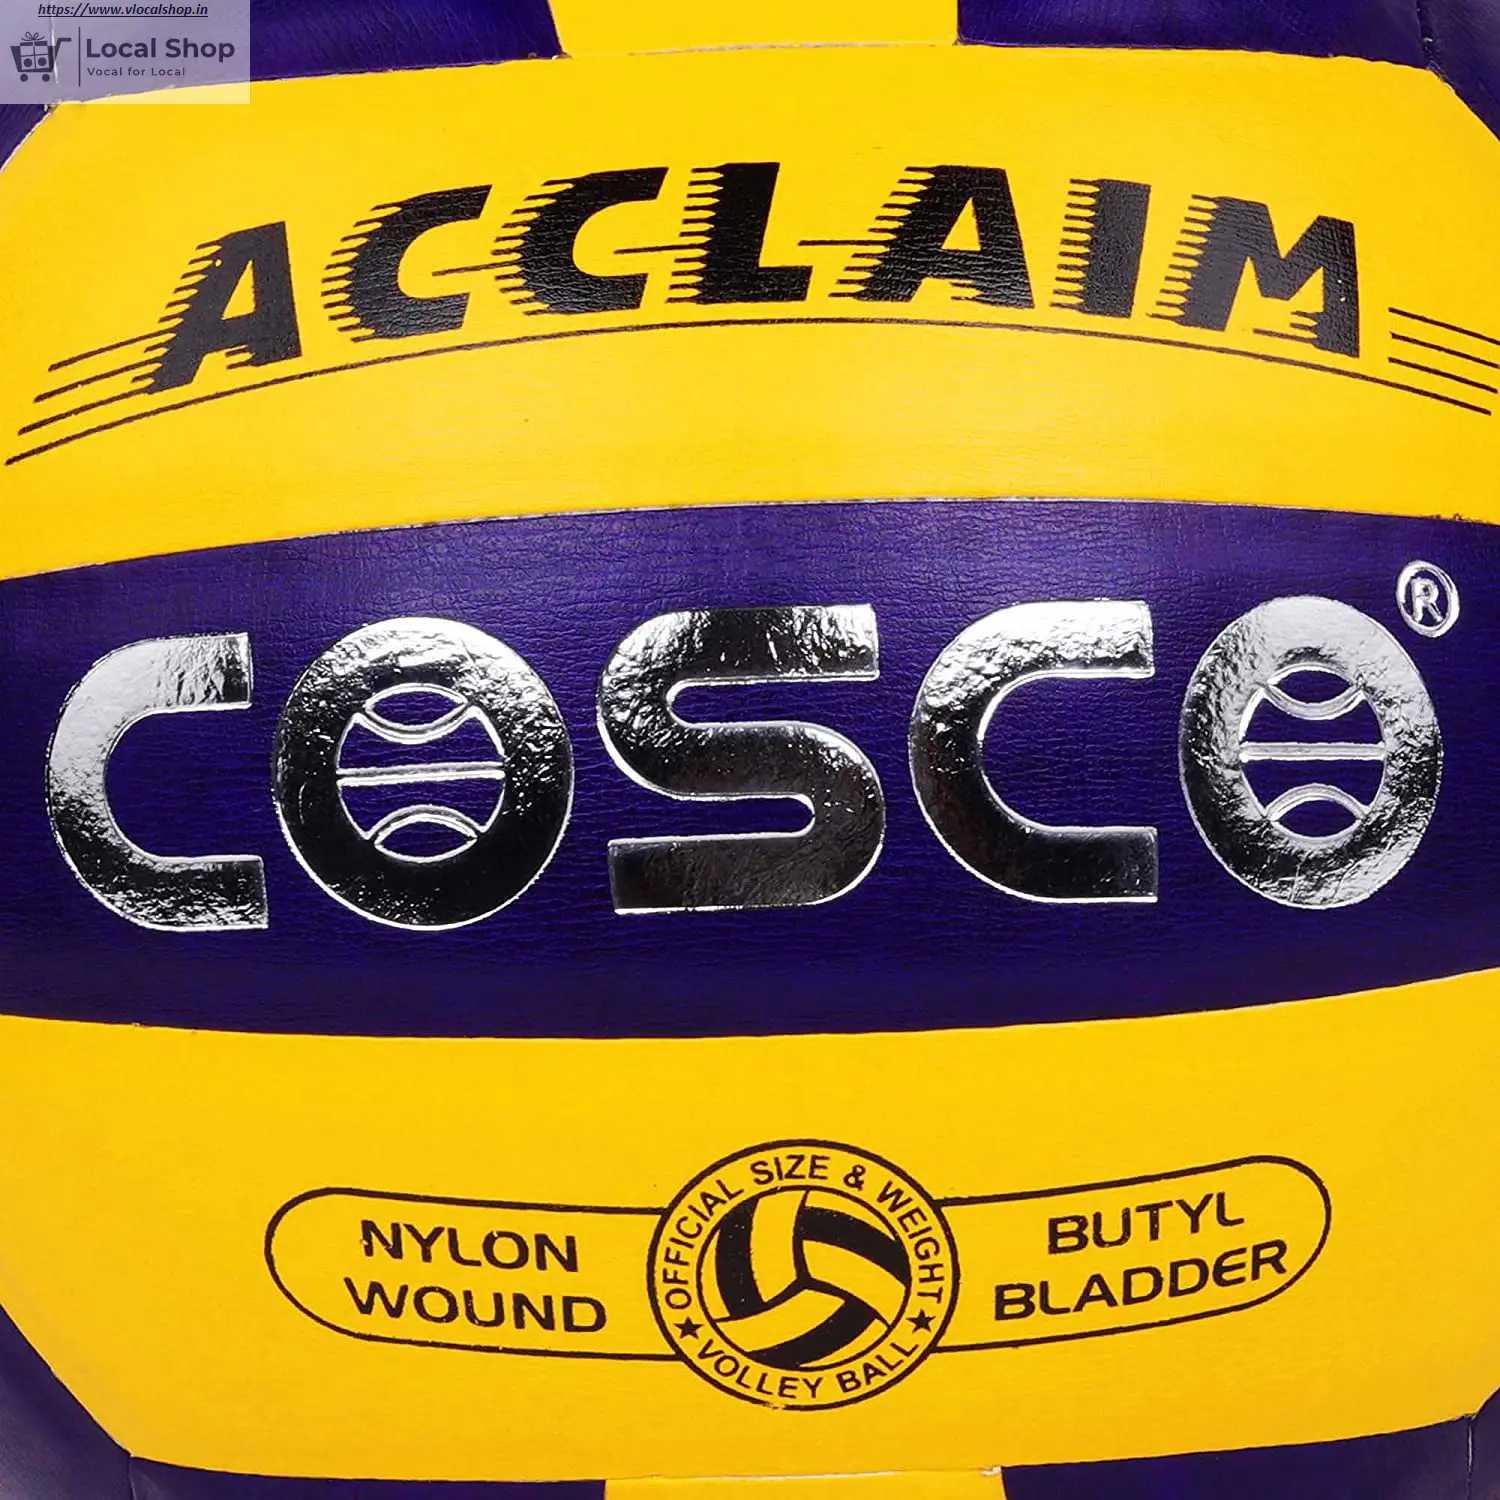 https://www.vlocalshop.in
Local Shop
Vocal for Local
ACCLAIM
COSCO®
NYLON
WOUND
OFFICIAL SIZE & WEIGHT
★ VOLLEY BALL ★
BUTYL
BLADDER